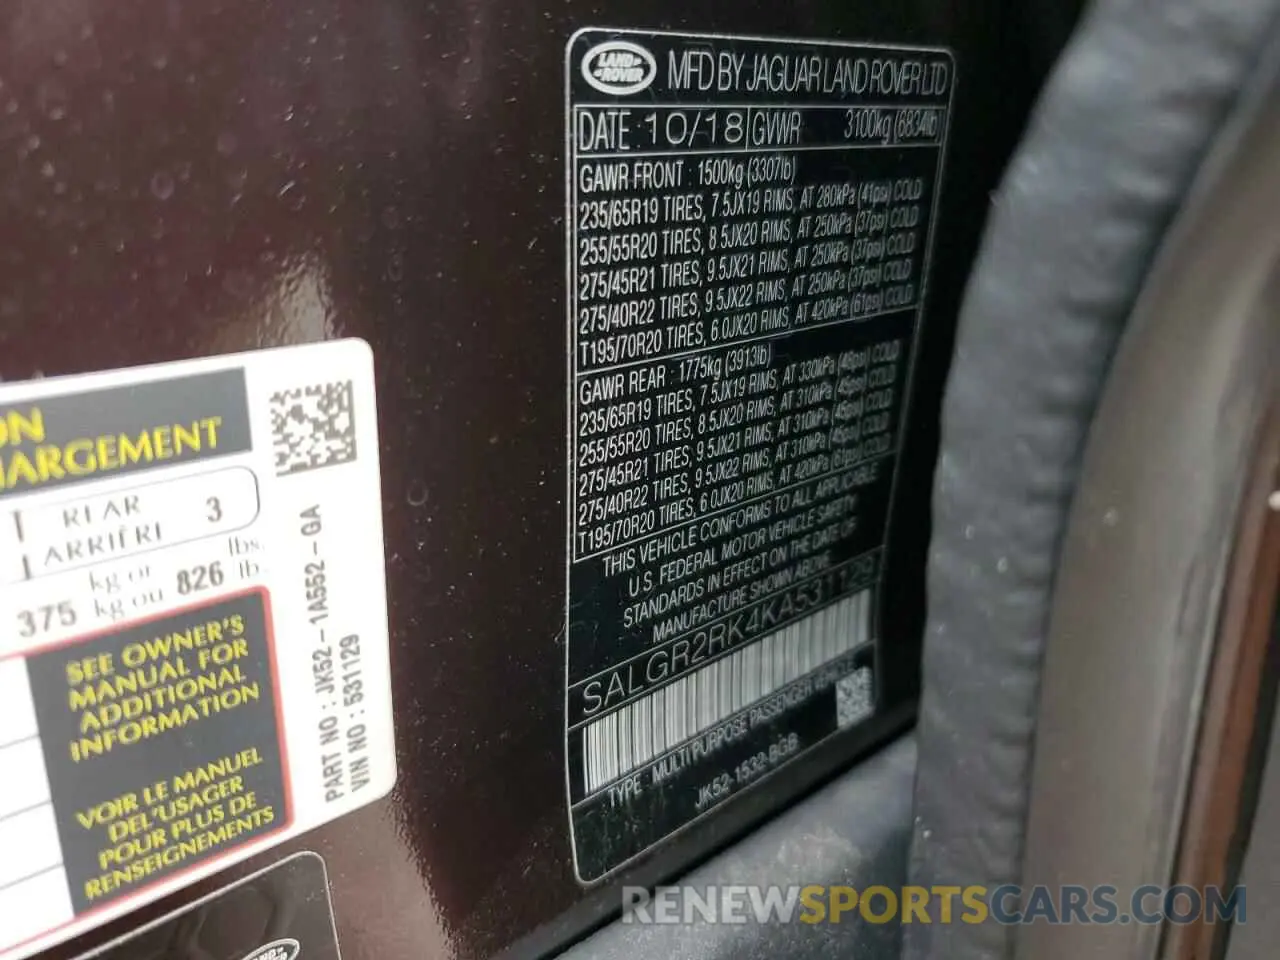 LAND ROVER
MFD BY JAGUAR LAND ROVER LTD
DATE : 10/18 GVWR 3100kg (6834lb)
GAWR FRONT : 1500kg (3307lb)
235/65R19 TIRES, 7.5JX19 RIMS, AT 280kPa (41psi) COLD
255/55R20 TIRES, 8.5JX20 RIMS, AT 250kPa (37psi) COLD
275/45R21 TIRES, 9.5JX21 RIMS, AT 250kPa (37psi) COLD
275/40R22 TIRES, 9.5JX22 RIMS, AT 250kPa (37psi) COLD
T195/70R20 TIRES, 6.0JX20 RIMS, AT 420kPa (61psi) COLD
GAWR REAR : 1775kg (3913lb)
235/65R19 TIRES, 7.5JX19 RIMS, AT 330kPa (48psi) COLD
255/55R20 TIRES, 8.5JX20 RIMS, AT 310kPa (45psi) COLD
275/45R21 TIRES, 9.5JX21 RIMS, AT 310kPa (45psi) COLD
275/40R22 TIRES, 9.5JX22 RIMS, AT 310kPa (45psi) COLD
T195/70R20 TIRES, 6.0JX20 RIMS, AT 420kPa (61psi) COLD
THIS VEHICLE CONFORMS TO ALL APPLICABLE
U.S. FEDERAL MOTOR VEHICLE SAFETY
STANDARDS IN EFFECT ON THE DATE OF
MANUFACTURE SHOWN ABOVE
SALGR2RK4KA531129
TYPE : MULTI PURPOSE PASSENGER VEHICLE
JK52-1532-BGB
ON
HARGEMENT
REAR 3
ARRIÈRE
375 kg or 826 lbs.
kg ou lb.
SEE OWNER'S
MANUAL FOR
ADDITIONAL
INFORMATION
VOIR LE MANUEL
DEL'USAGER
POUR PLUS DE
RENSEIGNEMENTS
PART NO : JK52-1A552-GA
VIN NO : 531129
RENEWSPORTSCARS.COM